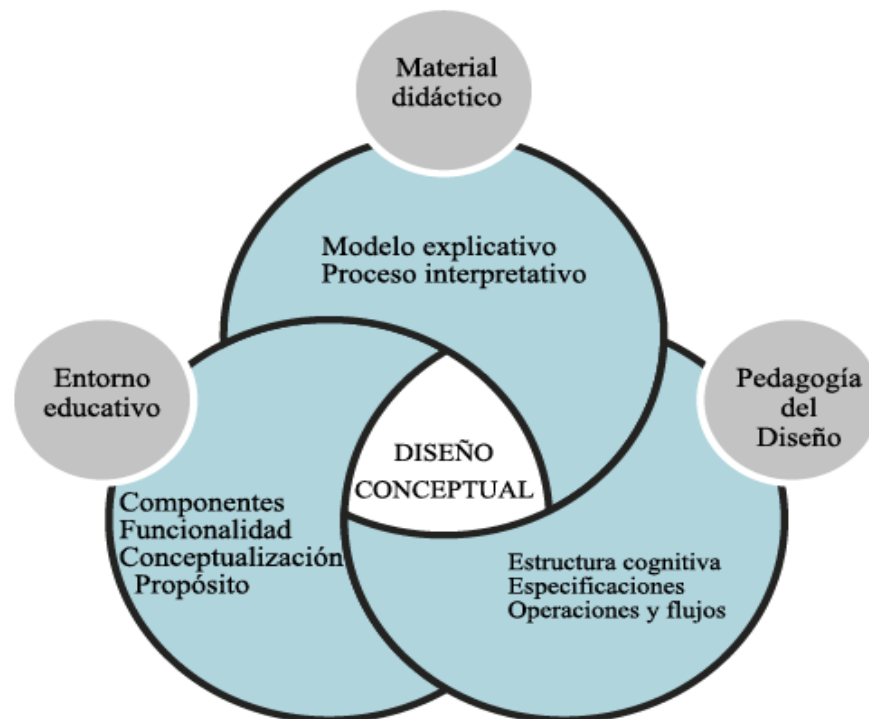 Material
didáctico
Modelo explicativo
Proceso interpretativo
Entorno
educativo
Pedagogía
del
Diseño
DISEÑO
CONCEPTUAL
Componentes
Funcionalidad
Conceptualización
Propósito
Estructura cognitiva
Especificaciones
Operaciones y flujos